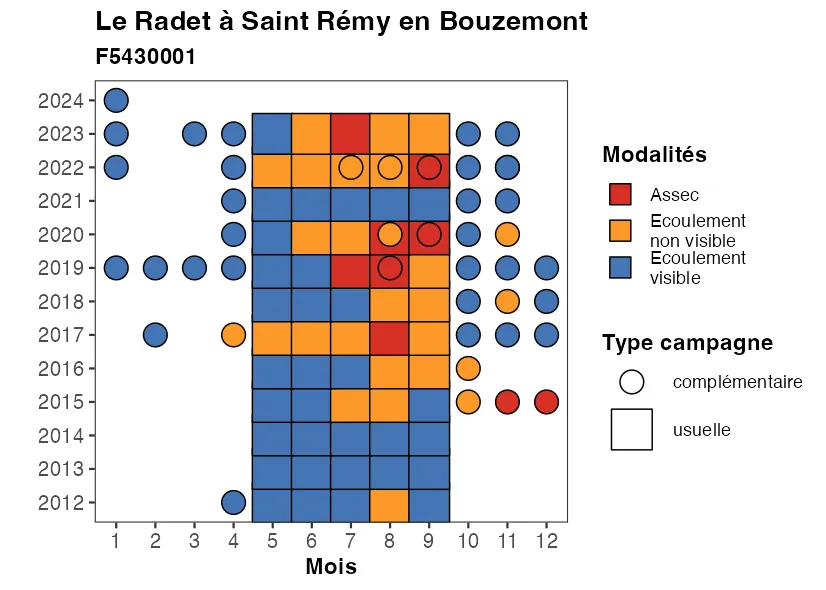 Le Radet à Saint Rémy en Bouzemont
F5430001
2024
2023
2022
2021
2020
2019
2018
2017
2016
2015
2014
2013
2012
1 2 3 4 5 6 7 8 9 10 11 12
Mois
Modalités
Assec
Ecoulement
non visible
Ecoulement
visible
Type campagne
complémentaire
usuelle